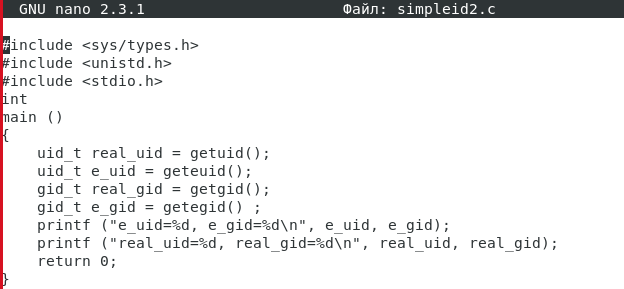 GNU nano 2.3.1 Файл: simpleid2.c
#include <sys/types.h>
#include <unistd.h>
#include <stdio.h>
int
main ()
{
    uid_t real_uid = getuid();
    uid_t e_uid = geteuid();
    gid_t real_gid = getgid();
    gid_t e_gid = getegid() ;
    printf ("e_uid=%d, e_gid=%d\n", e_uid, e_gid);
    printf ("real_uid=%d, real_gid=%d\n", real_uid, real_gid);
    return 0;
}